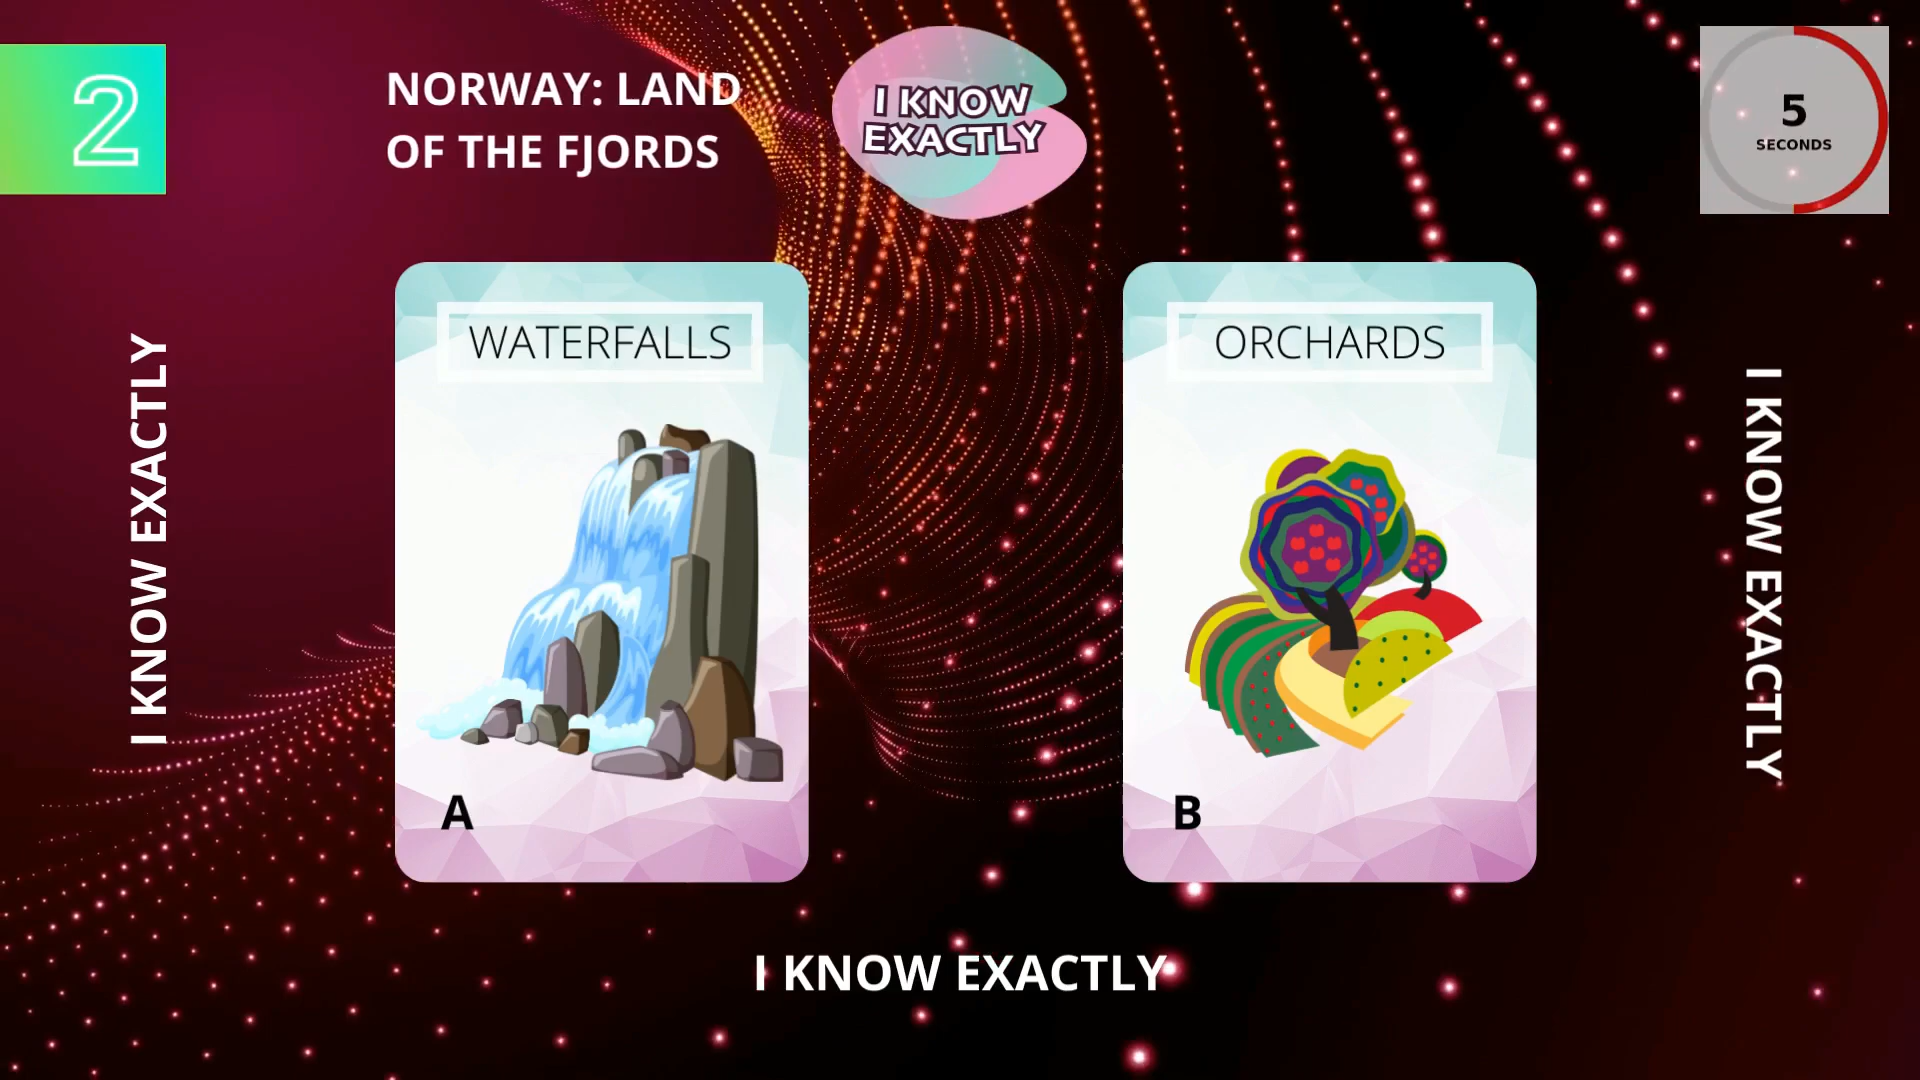 2
NORWAY: LAND
OF THE FJORDS
I KNOW
EXACTLY
5
SECONDS
I KNOW EXACTLY
WATERFALLS
A
ORCHARDS
B
I KNOW EXACTLY
I KNOW EXACTLY